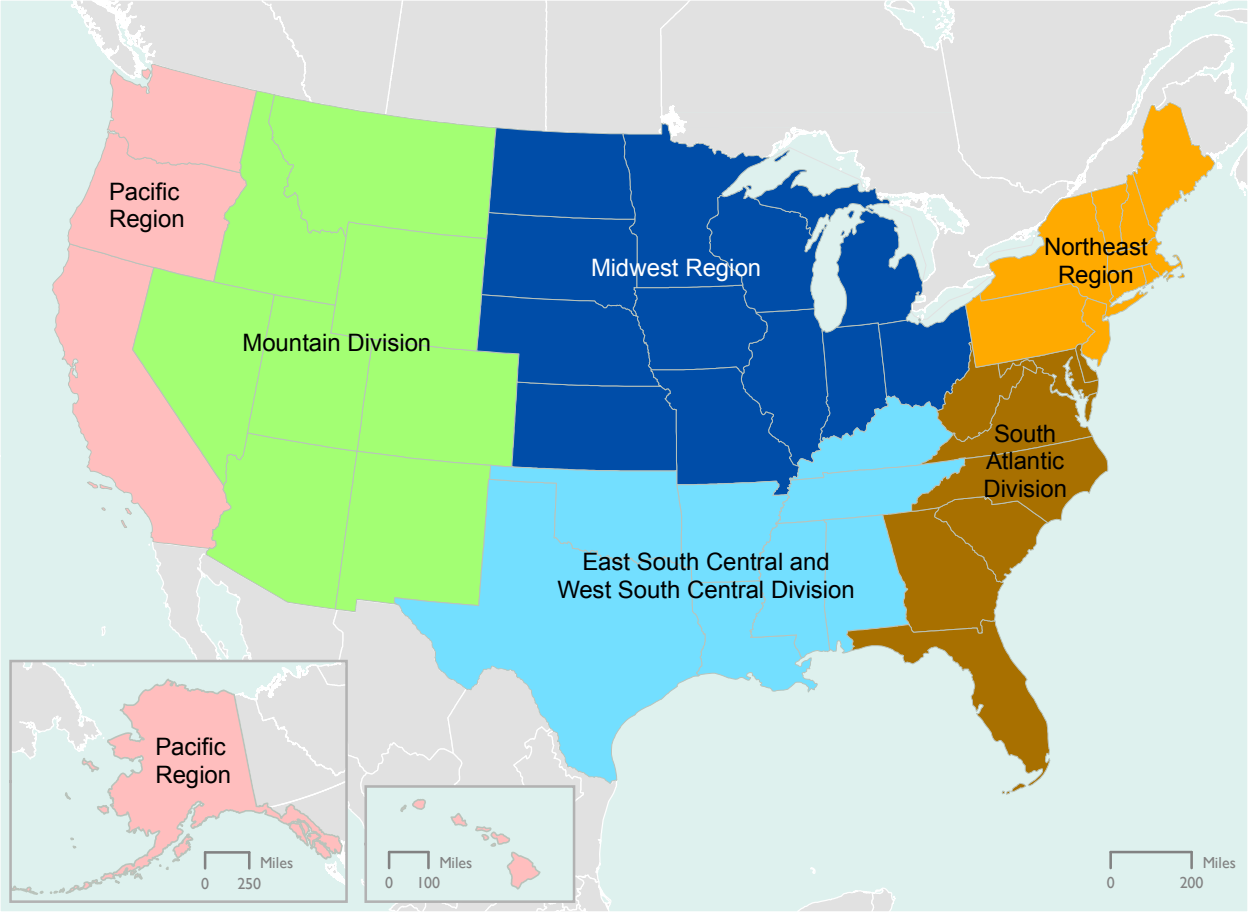 Pacific
Region
Midwest Region
Northeast
Region
Mountain Division
South
Atlantic
Division
East South Central and
West South Central Division
Pacific
Region
Miles
0 250
Miles
0 100
Miles
0 200